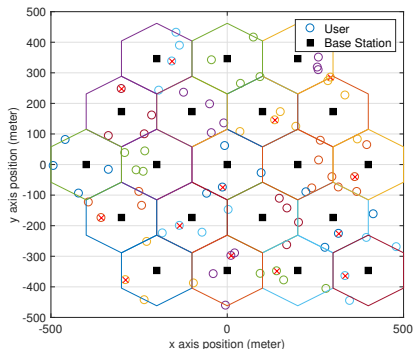 500
400
300
200
100
0
-100
-200
-300
-400
-500
y axis position (meter)
User
Base Station
-500 0 500
x axis position (meter)